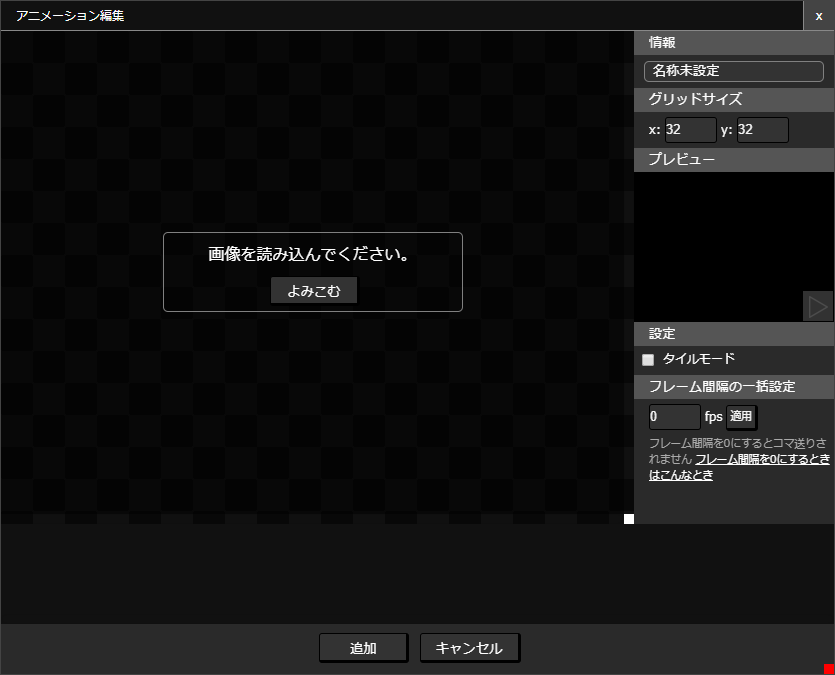 アニメーション編集
x
情報
名称未設定
グリッドサイズ
x: 32 y: 32
プレビュー
画像を読み込んでください。
よみこむ
設定
タイルモード
フレーム間隔の一括設定
0 fps 適用
フレーム間隔を0にするとコマ送りさ
れません フレーム間隔を0にするとき
はこんなとき
追加 キャンセル